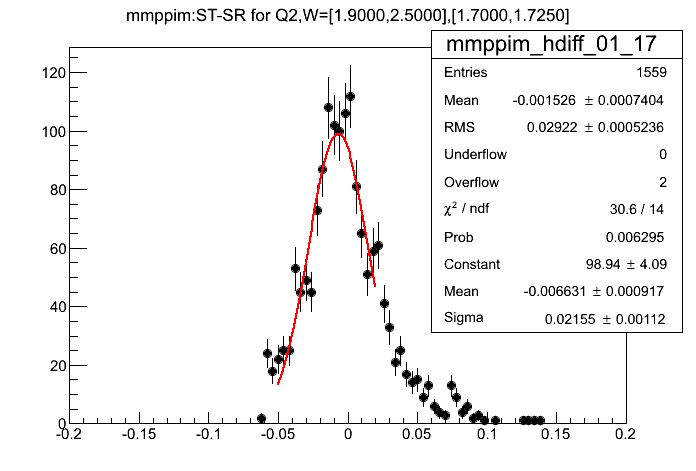 mmppim:ST-SR for Q2,W=[1.9000,2.5000],[1.7000,1.7250]
mmppim_hdiff_01_17
Entries 1559
Mean -0.001526 ± 0.0007404
RMS 0.02922 ± 0.0005236
Underflow 0
Overflow 2
χ² / ndf 30.6 / 14
Prob 0.006295
Constant 98.94 ± 4.09
Mean -0.006631 ± 0.000917
Sigma 0.02155 ± 0.00112
120
100
80
60
40
20
0
-0.2 -0.15 -0.1 -0.05 0 0.05 0.1 0.15 0.2